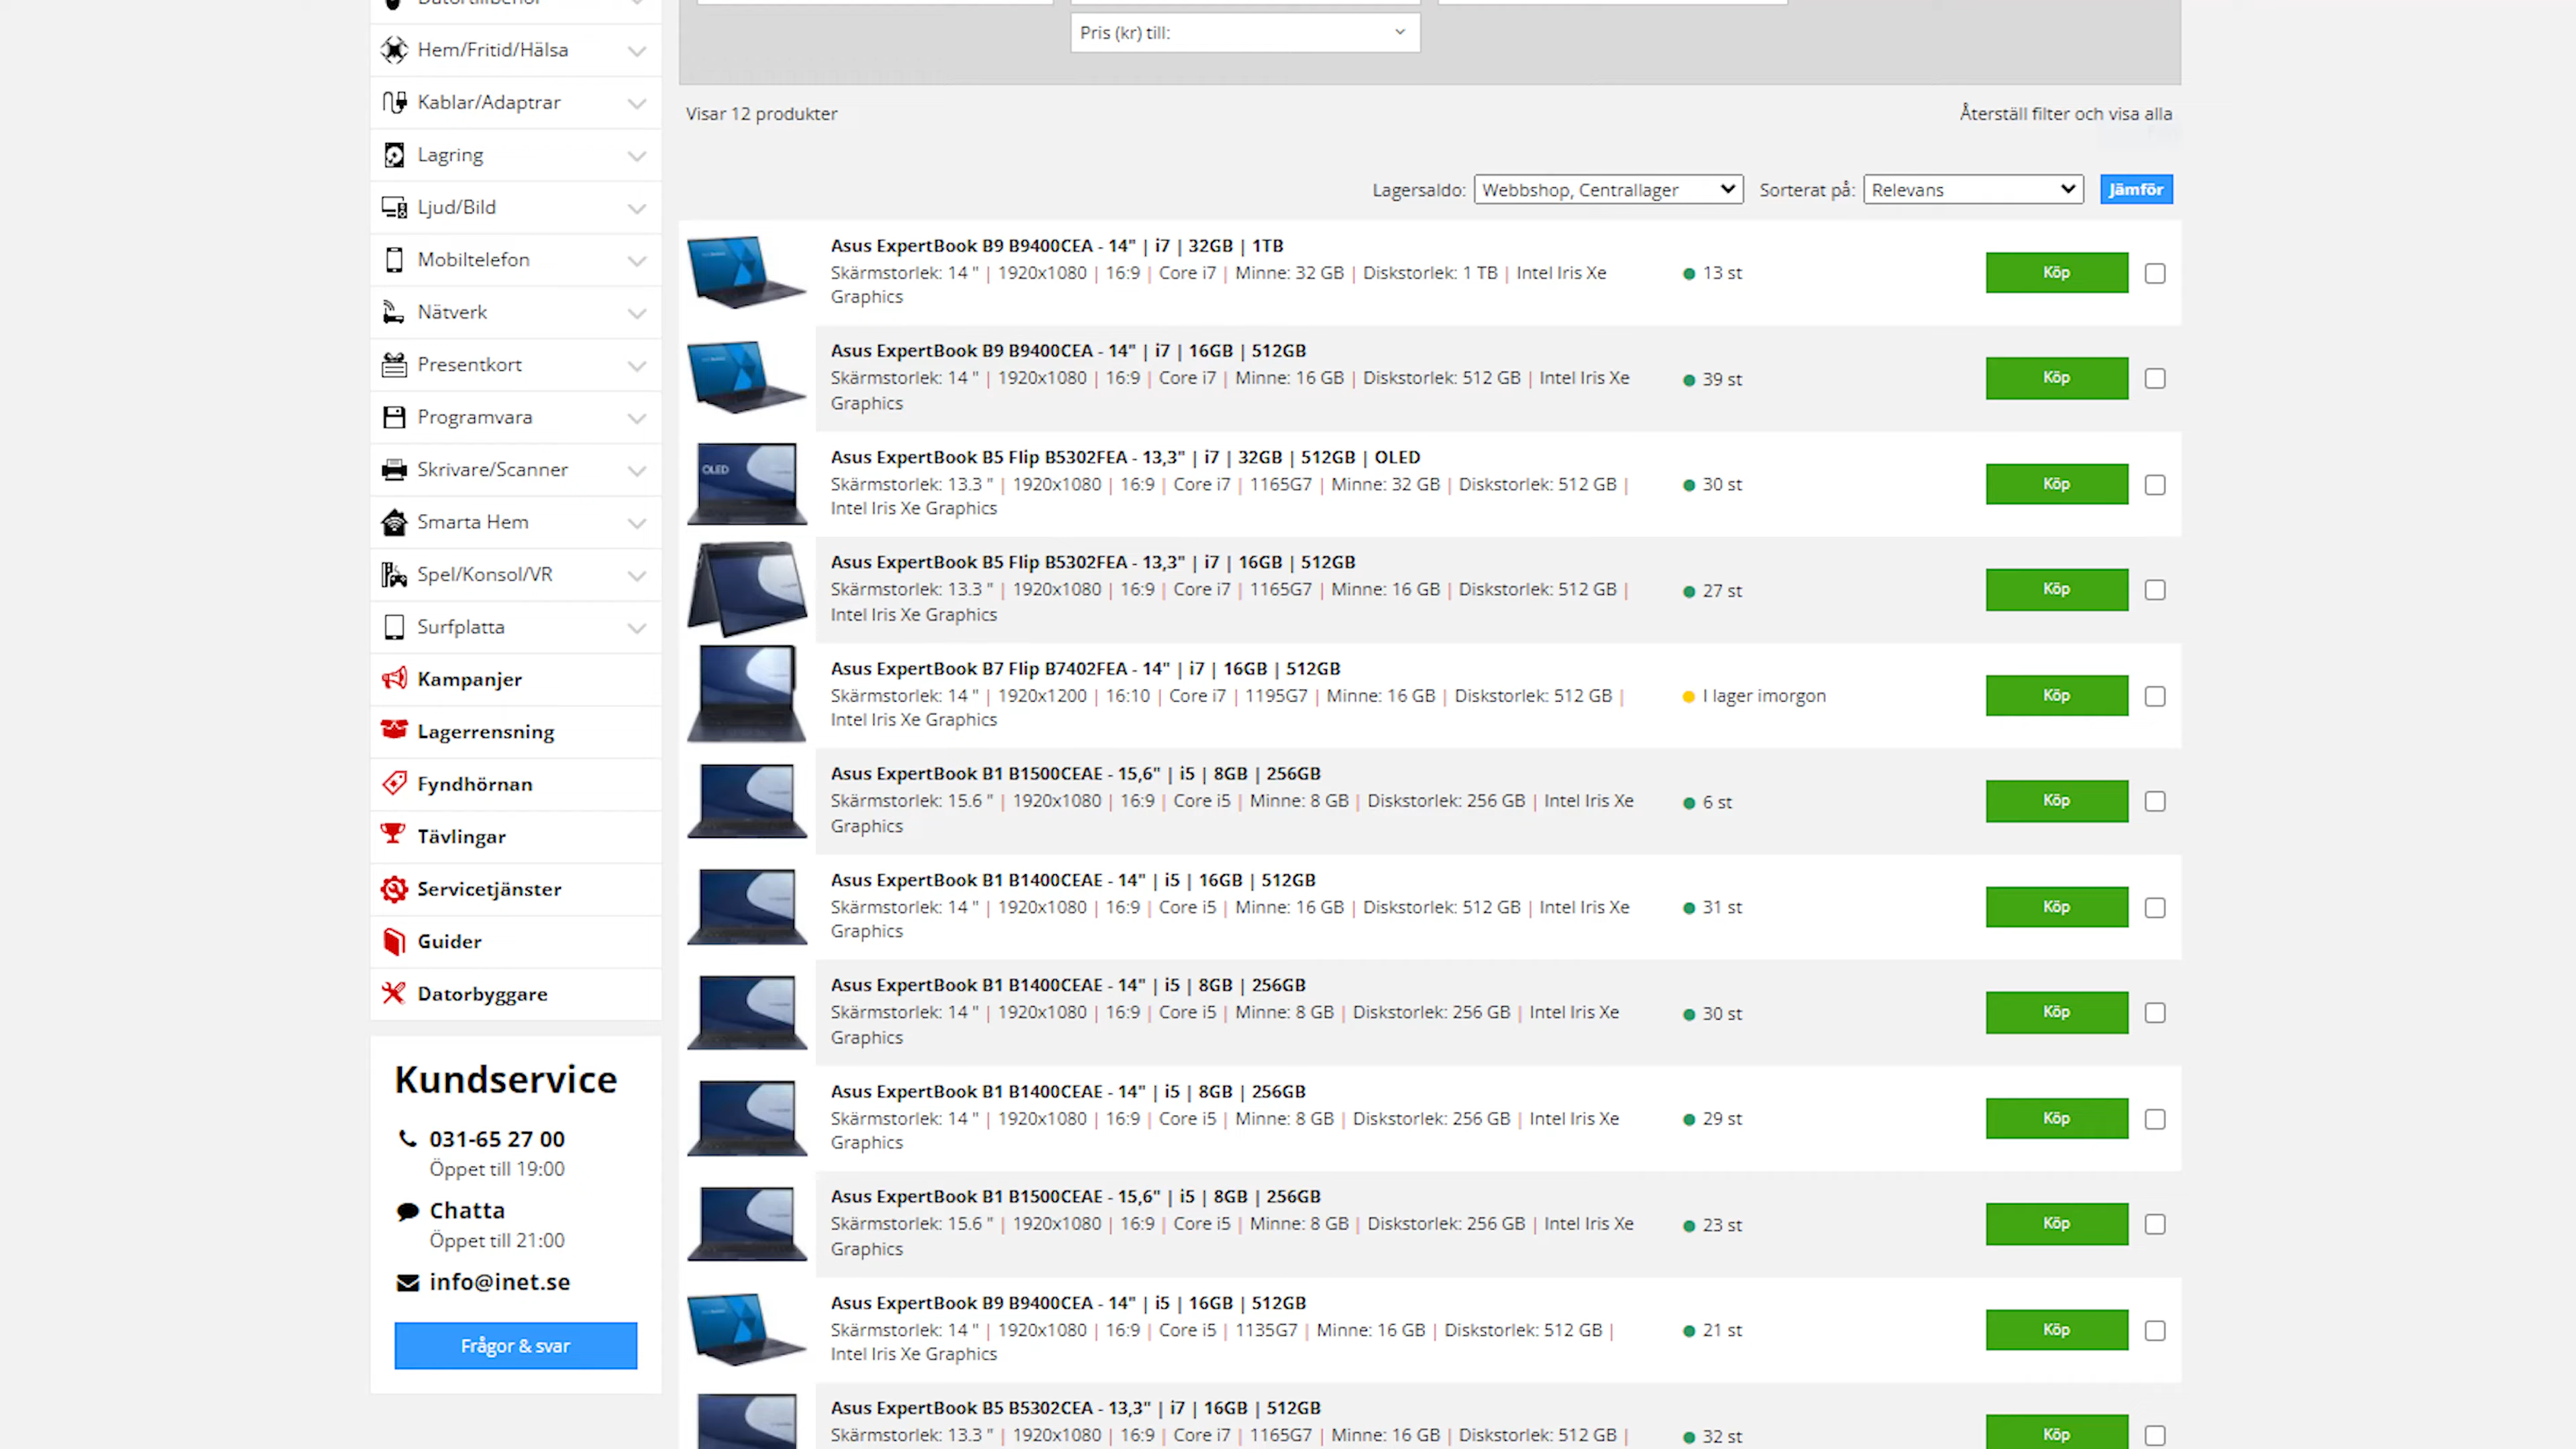 Datortillbehör
Hem/Fritid/Hälsa
Kablar/Adaptrar
Lagring
Ljud/Bild
Mobiltelefon
Nätverk
Presentkort
Programvara
Skrivare/Scanner
Smarta Hem
Spel/Konsol/VR
Surfplatta
Kampanjer
Lagerrensning
Fyndhörnan
Tävlingar
Servicetjänster
Guider
Datorbyggare
Kundservice
031-65 27 00
Öppet till 19:00
Chatta
Öppet till 21:00
info@inet.se
Frågor & svar
Pris (kr) till:
Visar 12 produkter
Återställ filter och visa alla
Lagersaldo: Webbshop, Centrallager Sorterat på: Relevans Jämför
Asus ExpertBook B9 B9400CEA - 14" | i7 | 32GB | 1TB
Skärmstorlek: 14 " | 1920x1080 | 16:9 | Core i7 | Minne: 32 GB | Diskstorlek: 1 TB | Intel Iris Xe
Graphics
13 st
Köp
Asus ExpertBook B9 B9400CEA - 14" | i7 | 16GB | 512GB
Skärmstorlek: 14 " | 1920x1080 | 16:9 | Core i7 | Minne: 16 GB | Diskstorlek: 512 GB | Intel Iris Xe
Graphics
39 st
Köp
OLED
Asus ExpertBook B5 Flip B5302FEA - 13,3" | i7 | 32GB | 512GB | OLED
Skärmstorlek: 13.3 " | 1920x1080 | 16:9 | Core i7 | 1165G7 | Minne: 32 GB | Diskstorlek: 512 GB |
Intel Iris Xe Graphics
30 st
Köp
Asus ExpertBook B5 Flip B5302FEA - 13,3" | i7 | 16GB | 512GB
Skärmstorlek: 13.3 " | 1920x1080 | 16:9 | Core i7 | 1165G7 | Minne: 16 GB | Diskstorlek: 512 GB |
Intel Iris Xe Graphics
27 st
Köp
Asus ExpertBook B7 Flip B7402FEA - 14" | i7 | 16GB | 512GB
Skärmstorlek: 14 " | 1920x1200 | 16:10 | Core i7 | 1195G7 | Minne: 16 GB | Diskstorlek: 512 GB |
Intel Iris Xe Graphics
I lager imorgon
Köp
Asus ExpertBook B1 B1500CEAE - 15,6" | i5 | 8GB | 256GB
Skärmstorlek: 15.6 " | 1920x1080 | 16:9 | Core i5 | Minne: 8 GB | Diskstorlek: 256 GB | Intel Iris Xe
Graphics
6 st
Köp
Asus ExpertBook B1 B1400CEAE - 14" | i5 | 16GB | 512GB
Skärmstorlek: 14 " | 1920x1080 | 16:9 | Core i5 | Minne: 16 GB | Diskstorlek: 512 GB | Intel Iris Xe
Graphics
31 st
Köp
Asus ExpertBook B1 B1400CEAE - 14" | i5 | 8GB | 256GB
Skärmstorlek: 14 " | 1920x1080 | 16:9 | Core i5 | Minne: 8 GB | Diskstorlek: 256 GB | Intel Iris Xe
Graphics
30 st
Köp
Asus ExpertBook B1 B1400CEAE - 14" | i5 | 8GB | 256GB
Skärmstorlek: 14 " | 1920x1080 | 16:9 | Core i5 | Minne: 8 GB | Diskstorlek: 256 GB | Intel Iris Xe
Graphics
29 st
Köp
Asus ExpertBook B1 B1500CEAE - 15,6" | i5 | 8GB | 256GB
Skärmstorlek: 15.6 " | 1920x1080 | 16:9 | Core i5 | Minne: 8 GB | Diskstorlek: 256 GB | Intel Iris Xe
Graphics
23 st
Köp
Asus ExpertBook B9 B9400CEA - 14" | i5 | 16GB | 512GB
Skärmstorlek: 14 " | 1920x1080 | 16:9 | Core i5 | 1135G7 | Minne: 16 GB | Diskstorlek: 512 GB |
Intel Iris Xe Graphics
21 st
Köp
Asus ExpertBook B5 B5302CEA - 13,3" | i7 | 16GB | 512GB
Skärmstorlek: 13.3 " | 1920x1080 | 16:9 | Core i7 | 1165G7 | Minne: 16 GB | Diskstorlek: 512 GB |
32 st
Köp